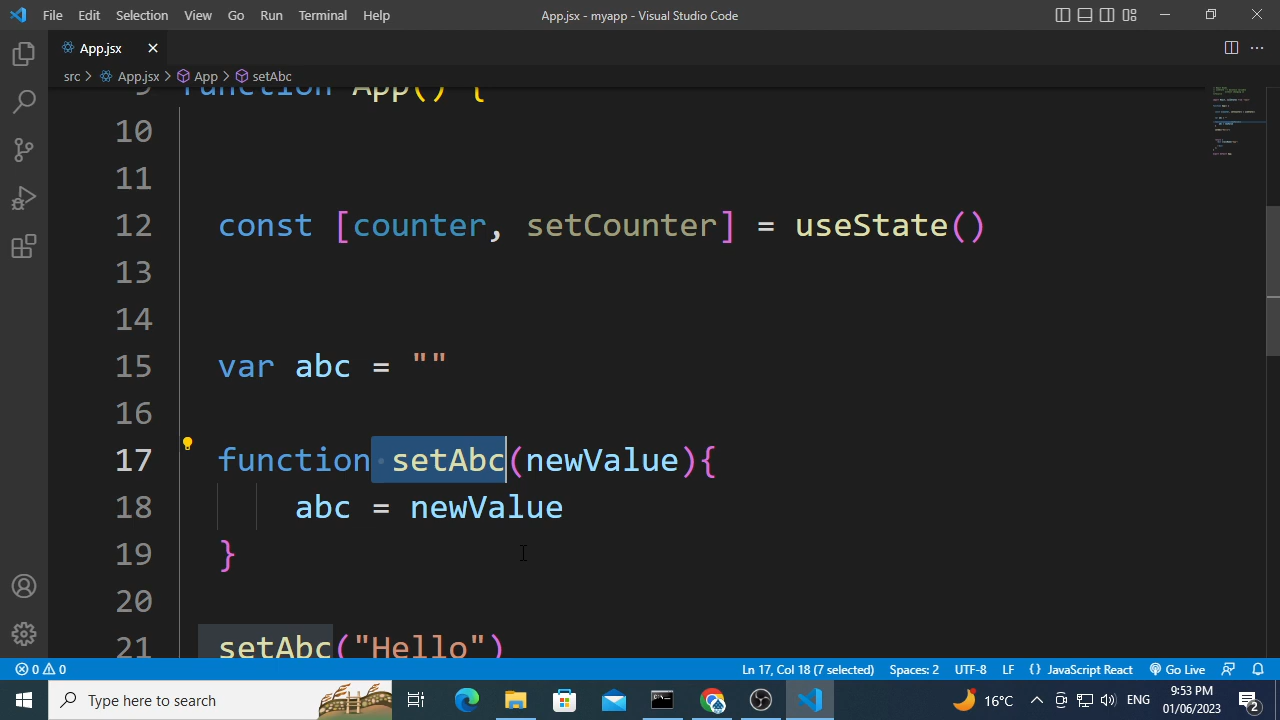 File Edit Selection View Go Run Terminal Help App.jsx - myapp - Visual Studio Code
App.jsx
src > App.jsx > App > setAbc
9 function App() {
10
11
12 const [counter, setCounter] = useState()
13
14
15 var abc = ""
16
17 function setAbc(newValue){
18 abc = newValue
19 }
20
21 setAbc("Hello")
0 0 Ln 17, Col 18 (7 selected) Spaces: 2 UTF-8 LF {} JavaScript React Go Live
Type here to search 16°C ENG 9:53 PM
01/06/2023 2